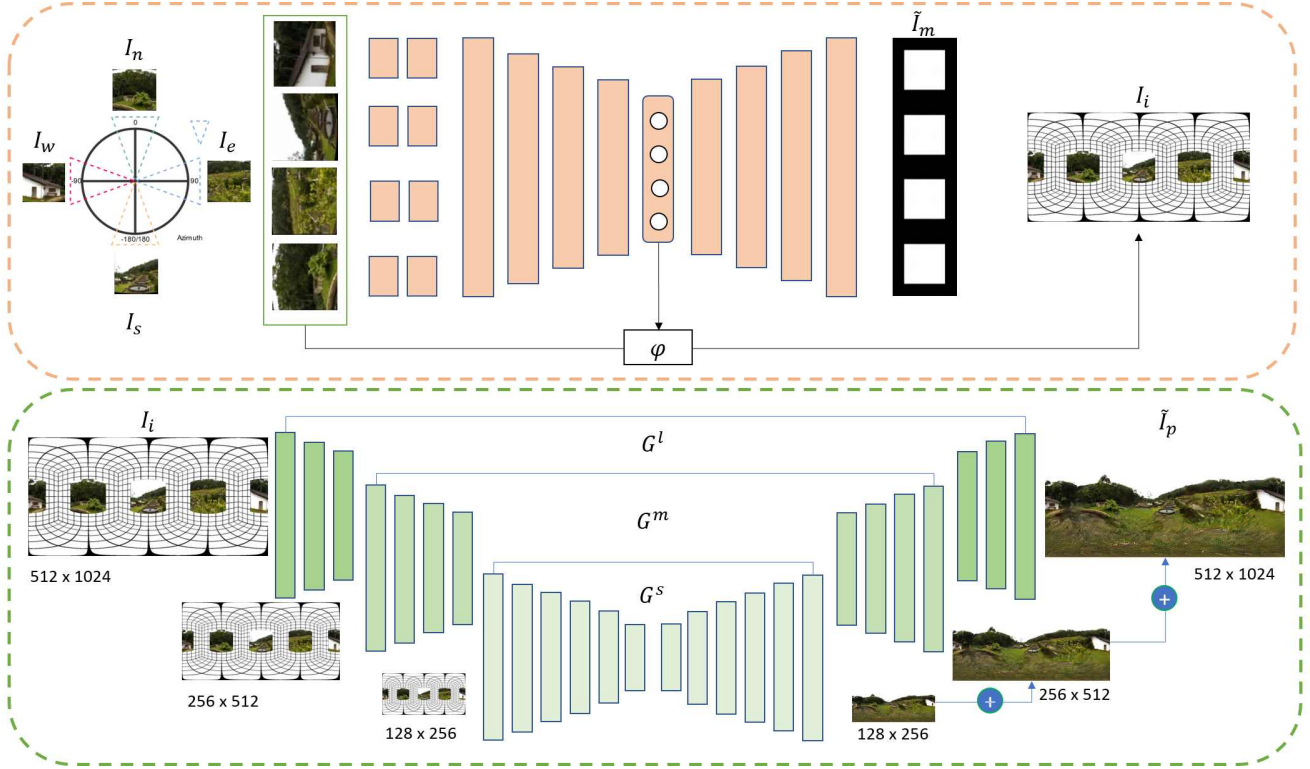 I_n
I_w
I_e
0
-90
90
-180/180
Azimuth
I_s
Ĩ_m
I_i
φ
I_i
G^l
Ĩ_p
G^m
512 x 1024
512 x 1024
G^s
256 x 512
256 x 512
128 x 256
128 x 256
+
+